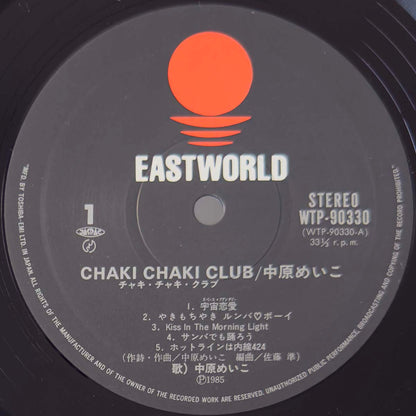 EASTWORLD
STEREO
WTP-90330
(WTP-90330-A)
33⅓ r.p.m.
1
CHAKI CHAKI CLUB/中原めいこ
チャキ・チャキ・クラブ
1. 宇宙恋愛
2. やきもちやき ルンバ♡ボーイ
3. Kiss In The Morning Light
4. サンバでも踊ろう
5. ホットラインは内線424
(作詩・作曲/中原めいこ 編曲/佐藤 準)
歌) 中原めいこ
Ⓟ1985
MFD. BY TOSHIBA-EMI LTD. IN JAPAN. ALL RIGHTS OF THE MANUFACTURER AND OF THE OWNER OF THE RECORDED WORK ARE RESERVED. UNAUTHORIZED PUBLIC PERFORMANCE, BROADCASTING AND COPYING OF THIS RECORD PROHIBITED.